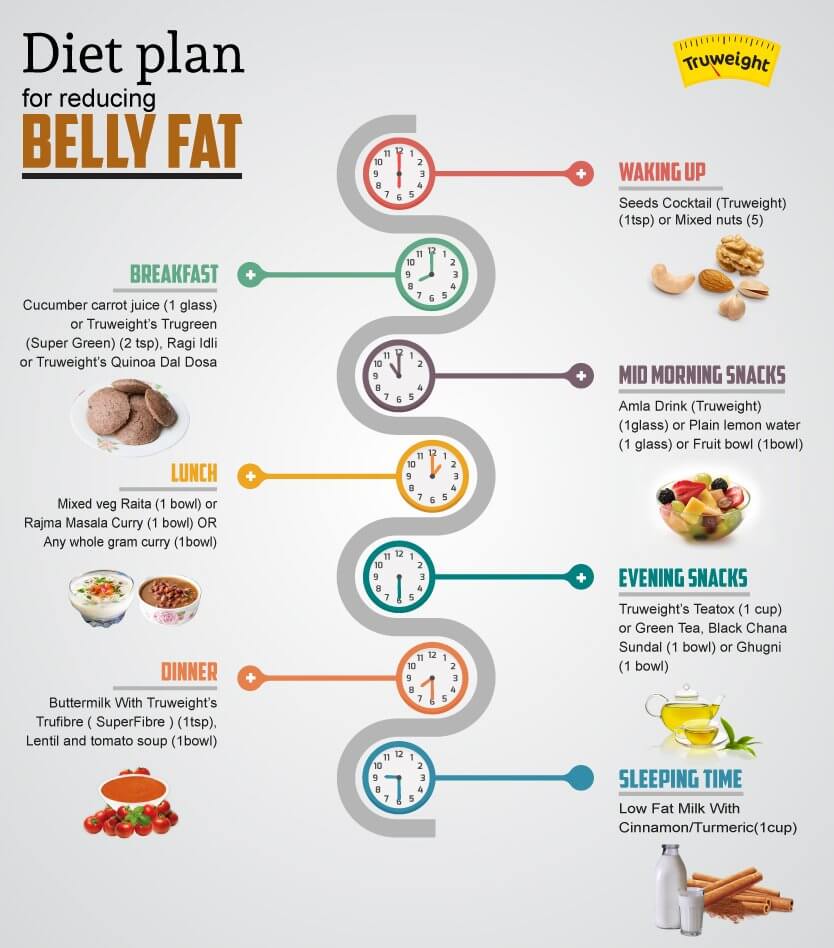 Diet plan
for reducing
BELLY FAT
Truweight
WAKING UP
Seeds Cocktail (Truweight)
(1tsp) or Mixed nuts (5)
BREAKFAST
Cucumber carrot juice (1 glass)
or Truweight's Trugreen
(Super Green) (2 tsp), Ragi Idli
or Truweight's Quinoa Dal Dosa
MID MORNING SNACKS
Amla Drink (Truweight)
(1glass) or Plain lemon water
(1 glass) or Fruit bowl (1bowl)
LUNCH
Mixed veg Raita (1 bowl) or
Rajma Masala Curry (1 bowl) OR
Any whole gram curry (1bowl)
EVENING SNACKS
Truweight's Teatox (1 cup)
or Green Tea, Black Chana
Sundal (1 bowl) or Ghugni
(1 bowl)
DINNER
Buttermilk With Truweight's
Trufibre ( SuperFibre ) (1tsp),
Lentil and tomato soup (1bowl)
SLEEPING TIME
Low Fat Milk With
Cinnamon/Turmeric(1cup)